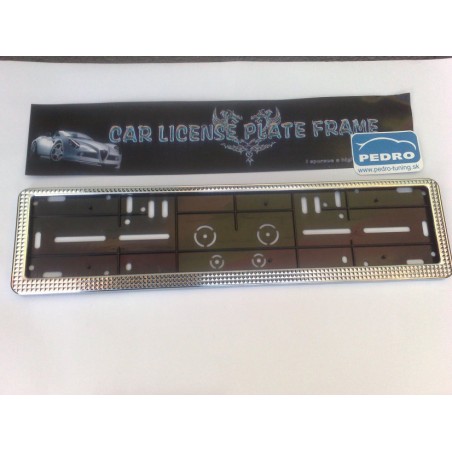 CAR LICENSE PLATE FRAME
PEDRO
www.pedro-tuning.sk